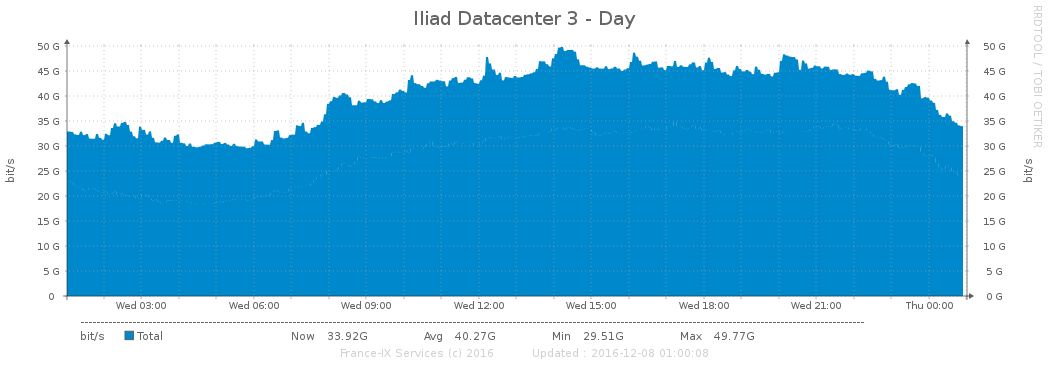 Iliad Datacenter 3 - Day
RRDTOOL / TOBI OETIKER
50 G 50 G
45 G 45 G
40 G 40 G
35 G 35 G
30 G 30 G
25 G 25 G
20 G 20 G
15 G 15 G
10 G 10 G
5 G 5 G
0 0 G
bit/s bit/s
Wed 03:00 Wed 06:00 Wed 09:00 Wed 12:00 Wed 15:00 Wed 18:00 Wed 21:00 Thu 00:00
bit/s Total Now 33.92G Avg 40.27G Min 29.51G Max 49.77G
France-IX Services (c) 2016 Updated : 2016-12-08 01:00:08